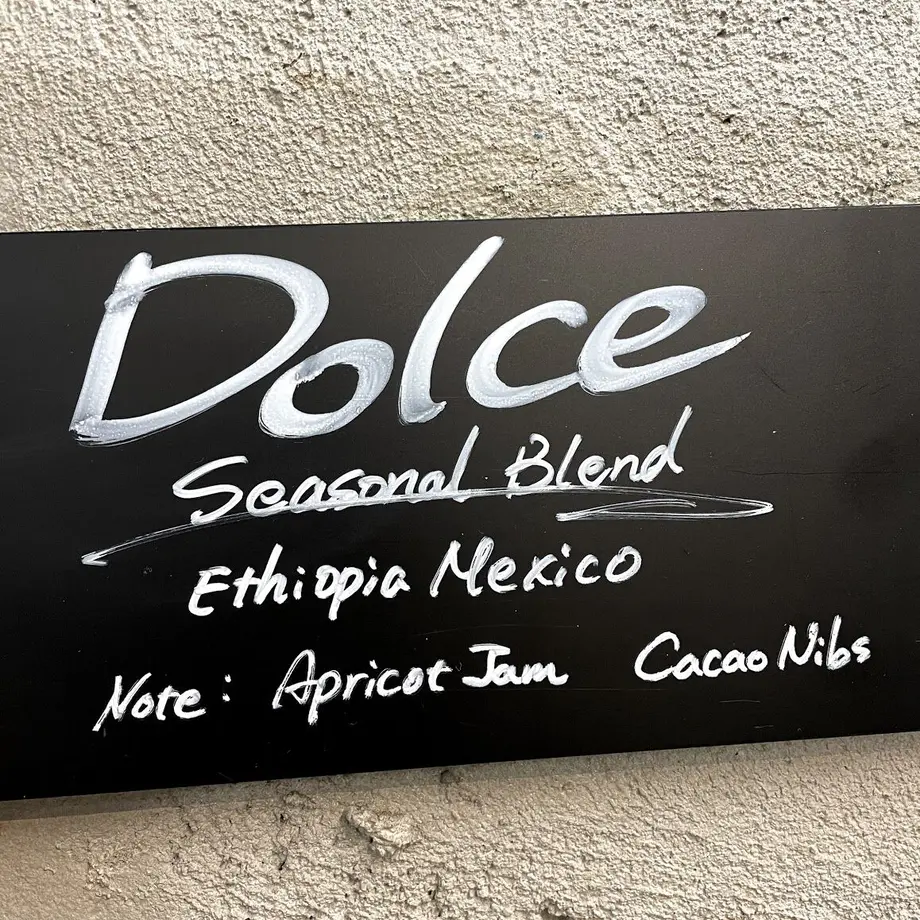 Dolce
Seasonal Blend
Ethiopia Mexico
Note: Apricot Jam Cacao Nibs